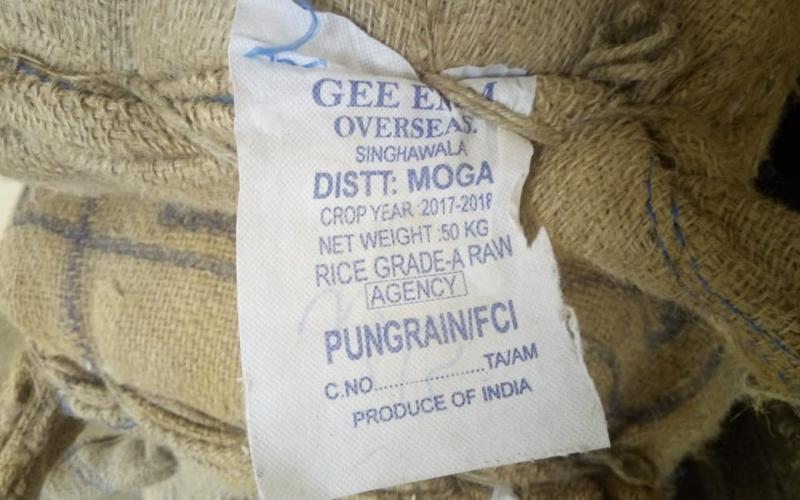 GEE EMM
OVERSEAS.
SINGHAWALA
DISTT: MOGA
CROP YEAR :2017-2018
NET WEIGHT :50 KG
RICE GRADE-A RAW
AGENCY
PUNGRAIN/FCI
C.NO......................TA/AM
PRODUCE OF INDIA